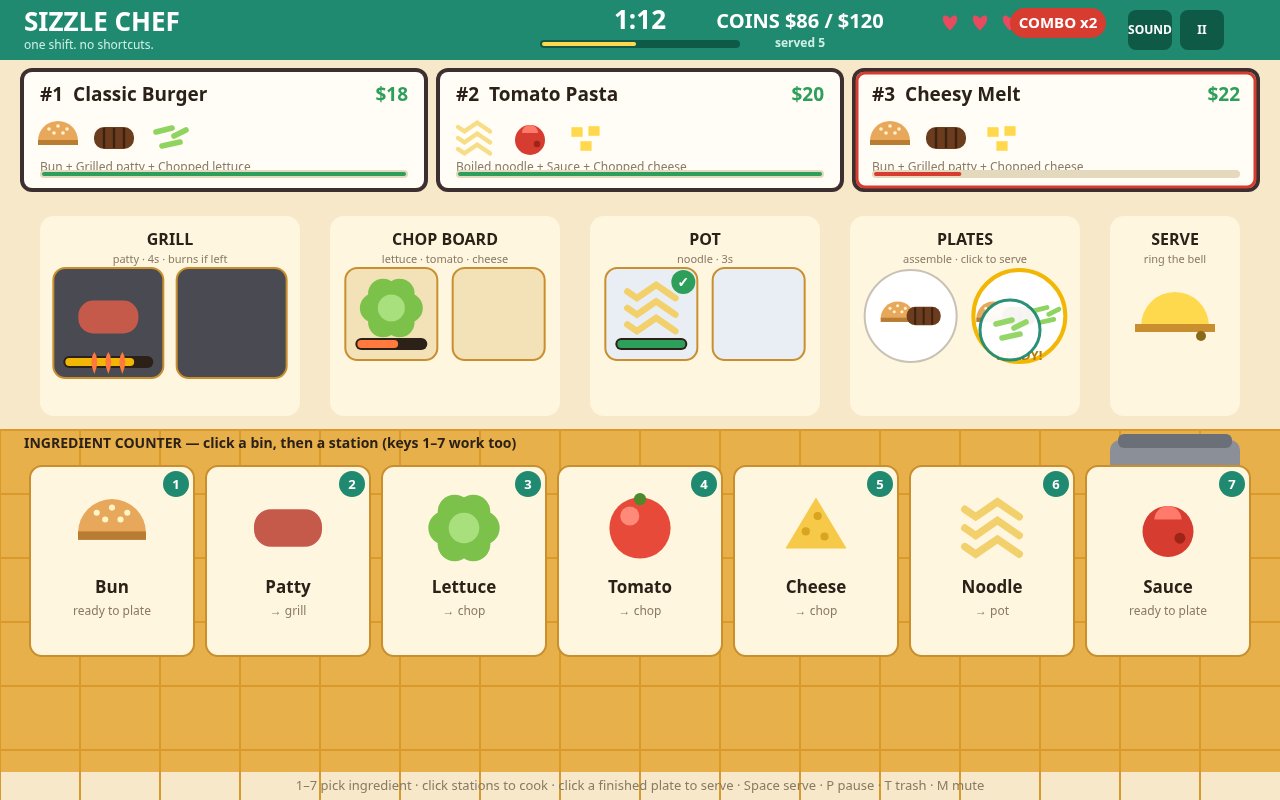 SIZZLE CHEF
one shift. no shortcuts.
1:12
COINS $86 / $120
served 5
COMBO x2
SOUND
II
#1 Classic Burger
$18
Bun + Grilled patty + Chopped lettuce
#2 Tomato Pasta
$20
Boiled noodle + Sauce + Chopped cheese
#3 Cheesy Melt
$22
Bun + Grilled patty + Chopped cheese
GRILL
patty · 4s · burns if left
CHOP BOARD
lettuce · tomato · cheese
POT
noodle · 3s
✓
PLATES
assemble · click to serve
SERVE
ring the bell
INGREDIENT COUNTER — click a bin, then a station (keys 1–7 work too)
1
Bun
ready to plate
2
Patty
→ grill
3
Lettuce
→ chop
4
Tomato
→ chop
5
Cheese
→ chop
6
Noodle
→ pot
7
Sauce
ready to plate
1–7 pick ingredient · click stations to cook · click a finished plate to serve · Space serve · P pause · T trash · M mute